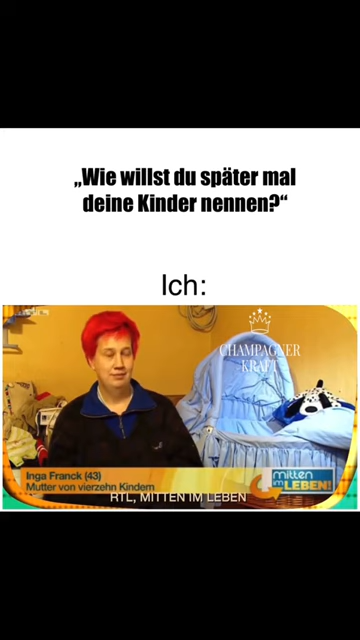 „Wie willst du später mal
deine Kinder nennen?“
Ich:
CHAMPAGNER
KRAFT
Inga Franck (43)
Mutter von vierzehn Kindern
mitten
im LEBEN!
RTL, MITTEN IM LEBEN